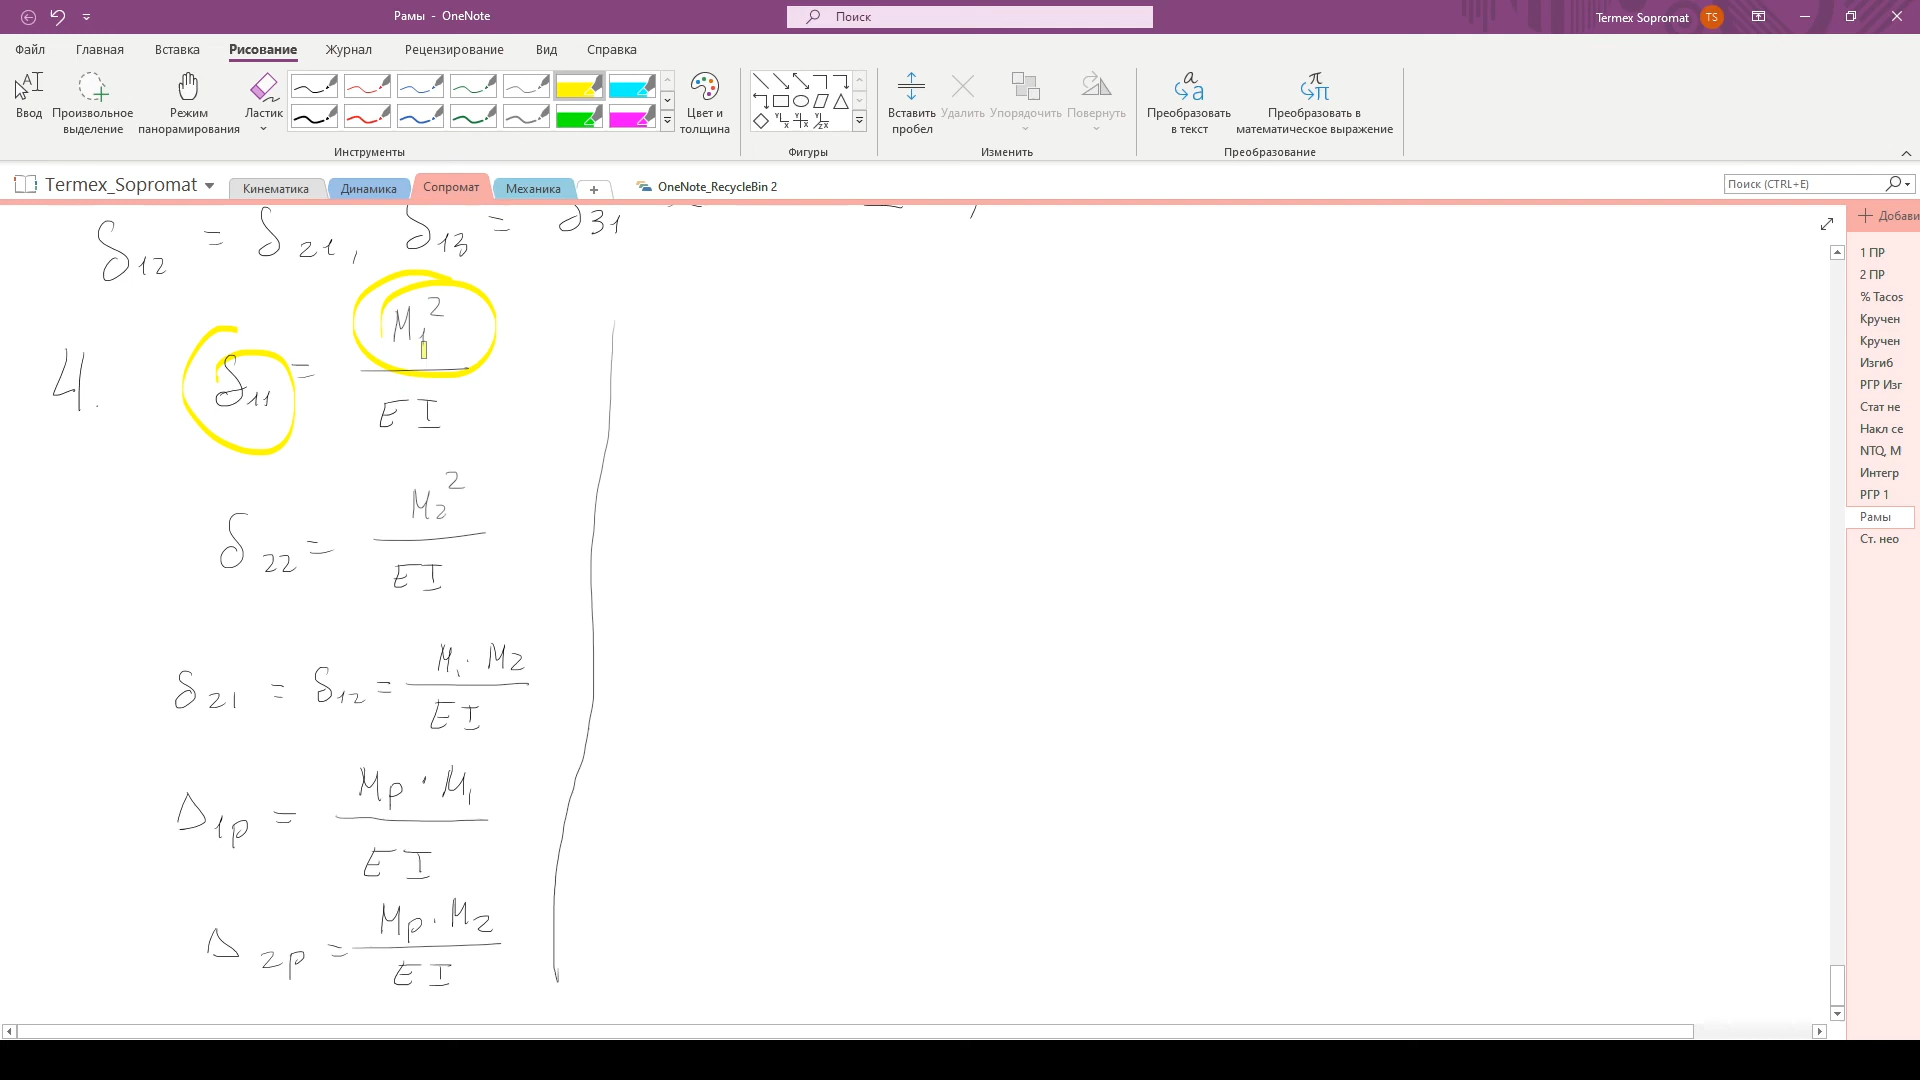 Рамы - OneNote
Поиск
Termex Sopromat
TS
Файл
Главная
Вставка
Рисование
Журнал
Рецензирование
Вид
Справка
Ввод
Произвольное выделение
Режим панорамирования
Ластик
Цвет и толщина
Вставить пробел
Удалить
Упорядочить
Повернуть
Преобразовать в текст
Преобразовать в математическое выражение
Инструменты
Фигуры
Изменить
Преобразование
Termex_Sopromat
Кинематика
Динамика
Сопромат
Механика
OneNote_RecycleBin 2
Поиск (CTRL+E)
Добави
1 ПР
2 ПР
% Tacos
Кручен
Кручен
Изгиб
РГР Изг
Стат не
Накл се
NTQ, M
Интегр
РГР 1
Рамы
Ст. нео
δ12 = δ21, δ13 = δ31
4. δ11 = M1² / EI
δ22 = M2² / EI
δ21 = δ12 = M1 · M2 / EI
Δ1p = Mp · M1 / EI
Δ2p = Mp · M2 / EI